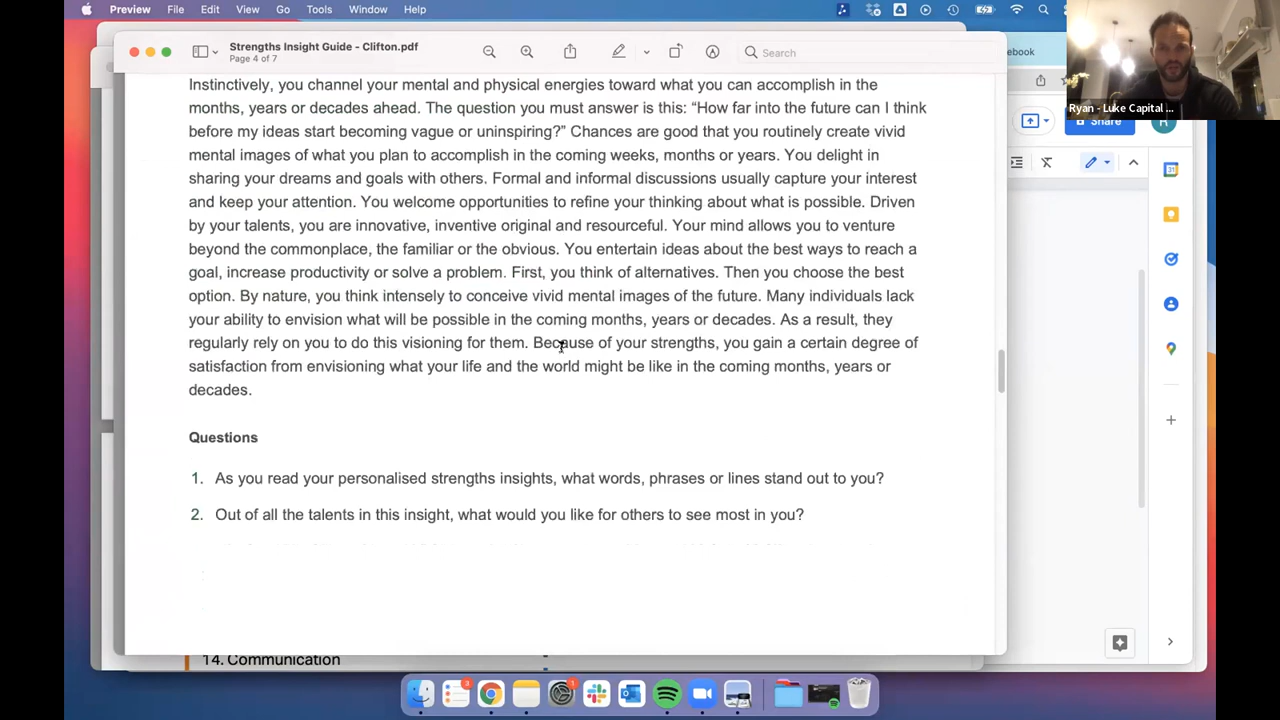 Preview File Edit View Go Tools Window Help
Strengths Insight Guide - Clifton.pdf
Page 4 of 7
Search
ebook
Share
R
31
Ryan - Luke Capital ...
Instinctively, you channel your mental and physical energies toward what you can accomplish in the
months, years or decades ahead. The question you must answer is this: “How far into the future can I think
before my ideas start becoming vague or uninspiring?” Chances are good that you routinely create vivid
mental images of what you plan to accomplish in the coming weeks, months or years. You delight in
sharing your dreams and goals with others. Formal and informal discussions usually capture your interest
and keep your attention. You welcome opportunities to refine your thinking about what is possible. Driven
by your talents, you are innovative, inventive original and resourceful. Your mind allows you to venture
beyond the commonplace, the familiar or the obvious. You entertain ideas about the best ways to reach a
goal, increase productivity or solve a problem. First, you think of alternatives. Then you choose the best
option. By nature, you think intensely to conceive vivid mental images of the future. Many individuals lack
your ability to envision what will be possible in the coming months, years or decades. As a result, they
regularly rely on you to do this visioning for them. Because of your strengths, you gain a certain degree of
satisfaction from envisioning what your life and the world might be like in the coming months, years or
decades.
Questions
1. As you read your personalised strengths insights, what words, phrases or lines stand out to you?
2. Out of all the talents in this insight, what would you like for others to see most in you?
14. Communication
3
1